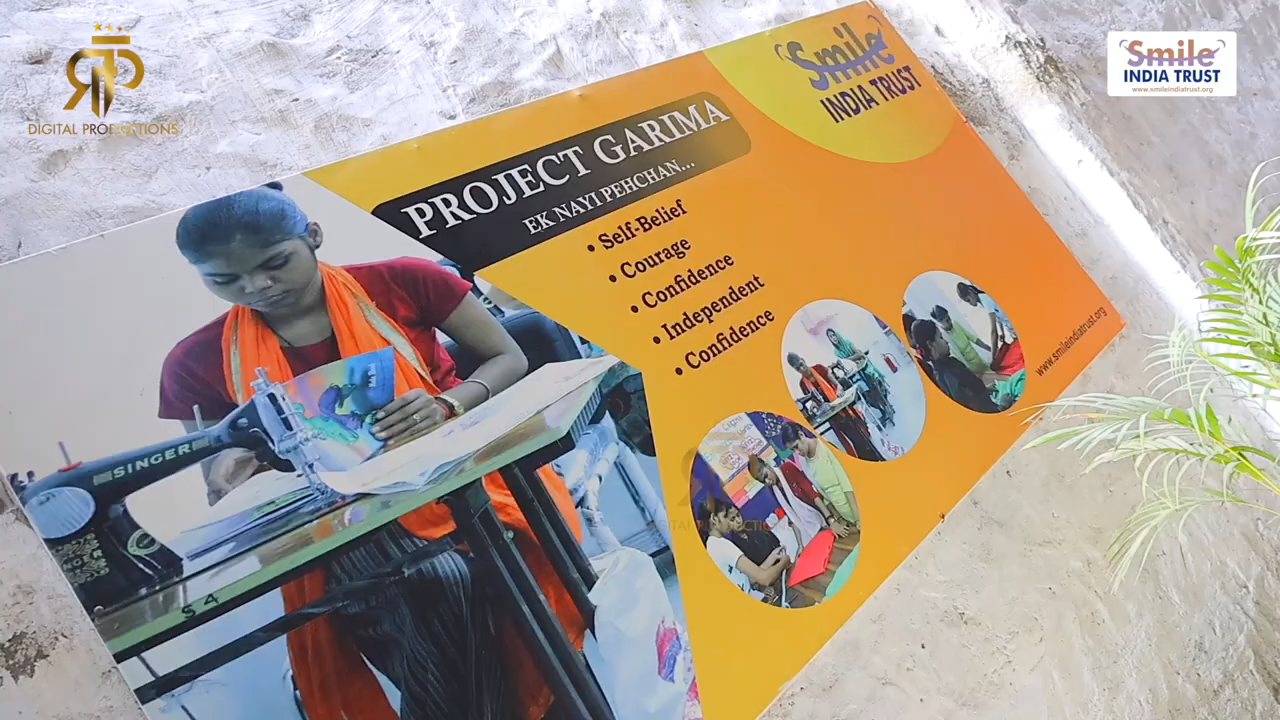 DIGITAL PRODUCTIONS
Smile
INDIA TRUST
www.smileindiatrust.org
Smile
INDIA TRUST
PROJECT GARIMA
EK NAYI PEHCHAN...
• Self-Belief
• Courage
• Confidence
• Independent
• Confidence
www.smileindiatrust.org
SINGER
S 4